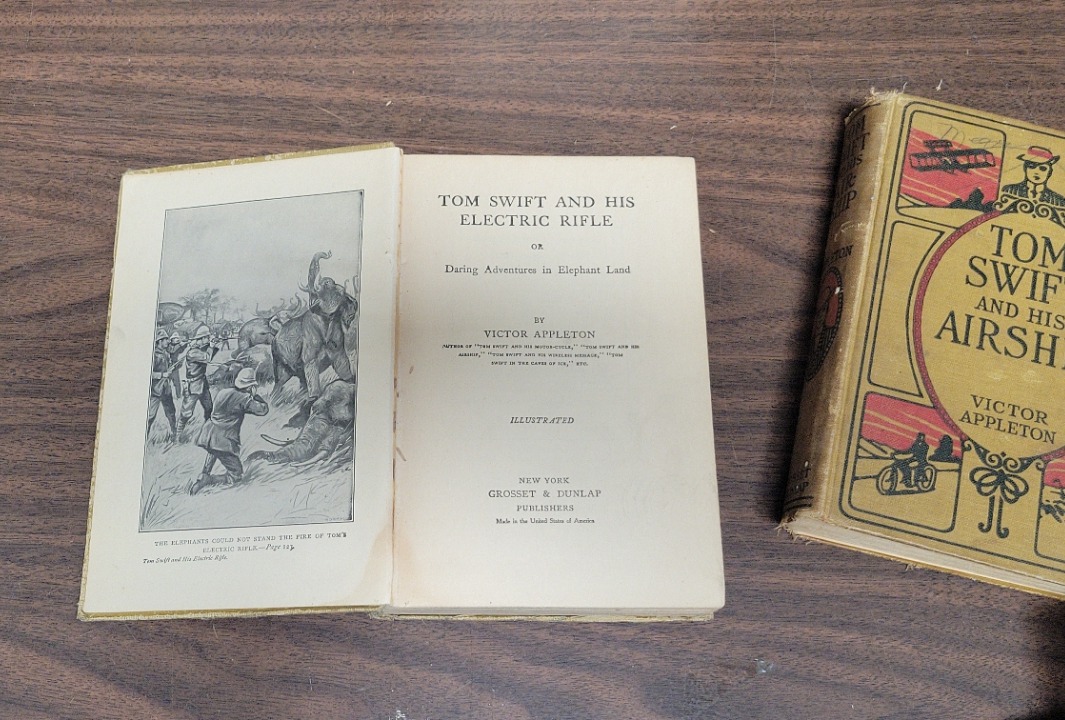 THE ELEPHANTS COULD NOT STAND THE FIRE OF TOM'S
ELECTRIC RIFLE.—Page 147.
Tom Swift and His Electric Rifle.
TOM SWIFT AND HIS
ELECTRIC RIFLE
OR
Daring Adventures in Elephant Land
BY
VICTOR APPLETON
AUTHOR OF "TOM SWIFT AND HIS MOTOR-CYCLE," "TOM SWIFT AND HIS
AIRSHIP," "TOM SWIFT AND HIS WIRELESS MESSAGE," "TOM
SWIFT IN THE CAVES OF ICE," ETC.
ILLUSTRATED
NEW YORK
GROSSET & DUNLAP
PUBLISHERS
Made in the United States of America
TOM
SWIFT
AND HIS
AIRSHI
VICTOR
APPLETON